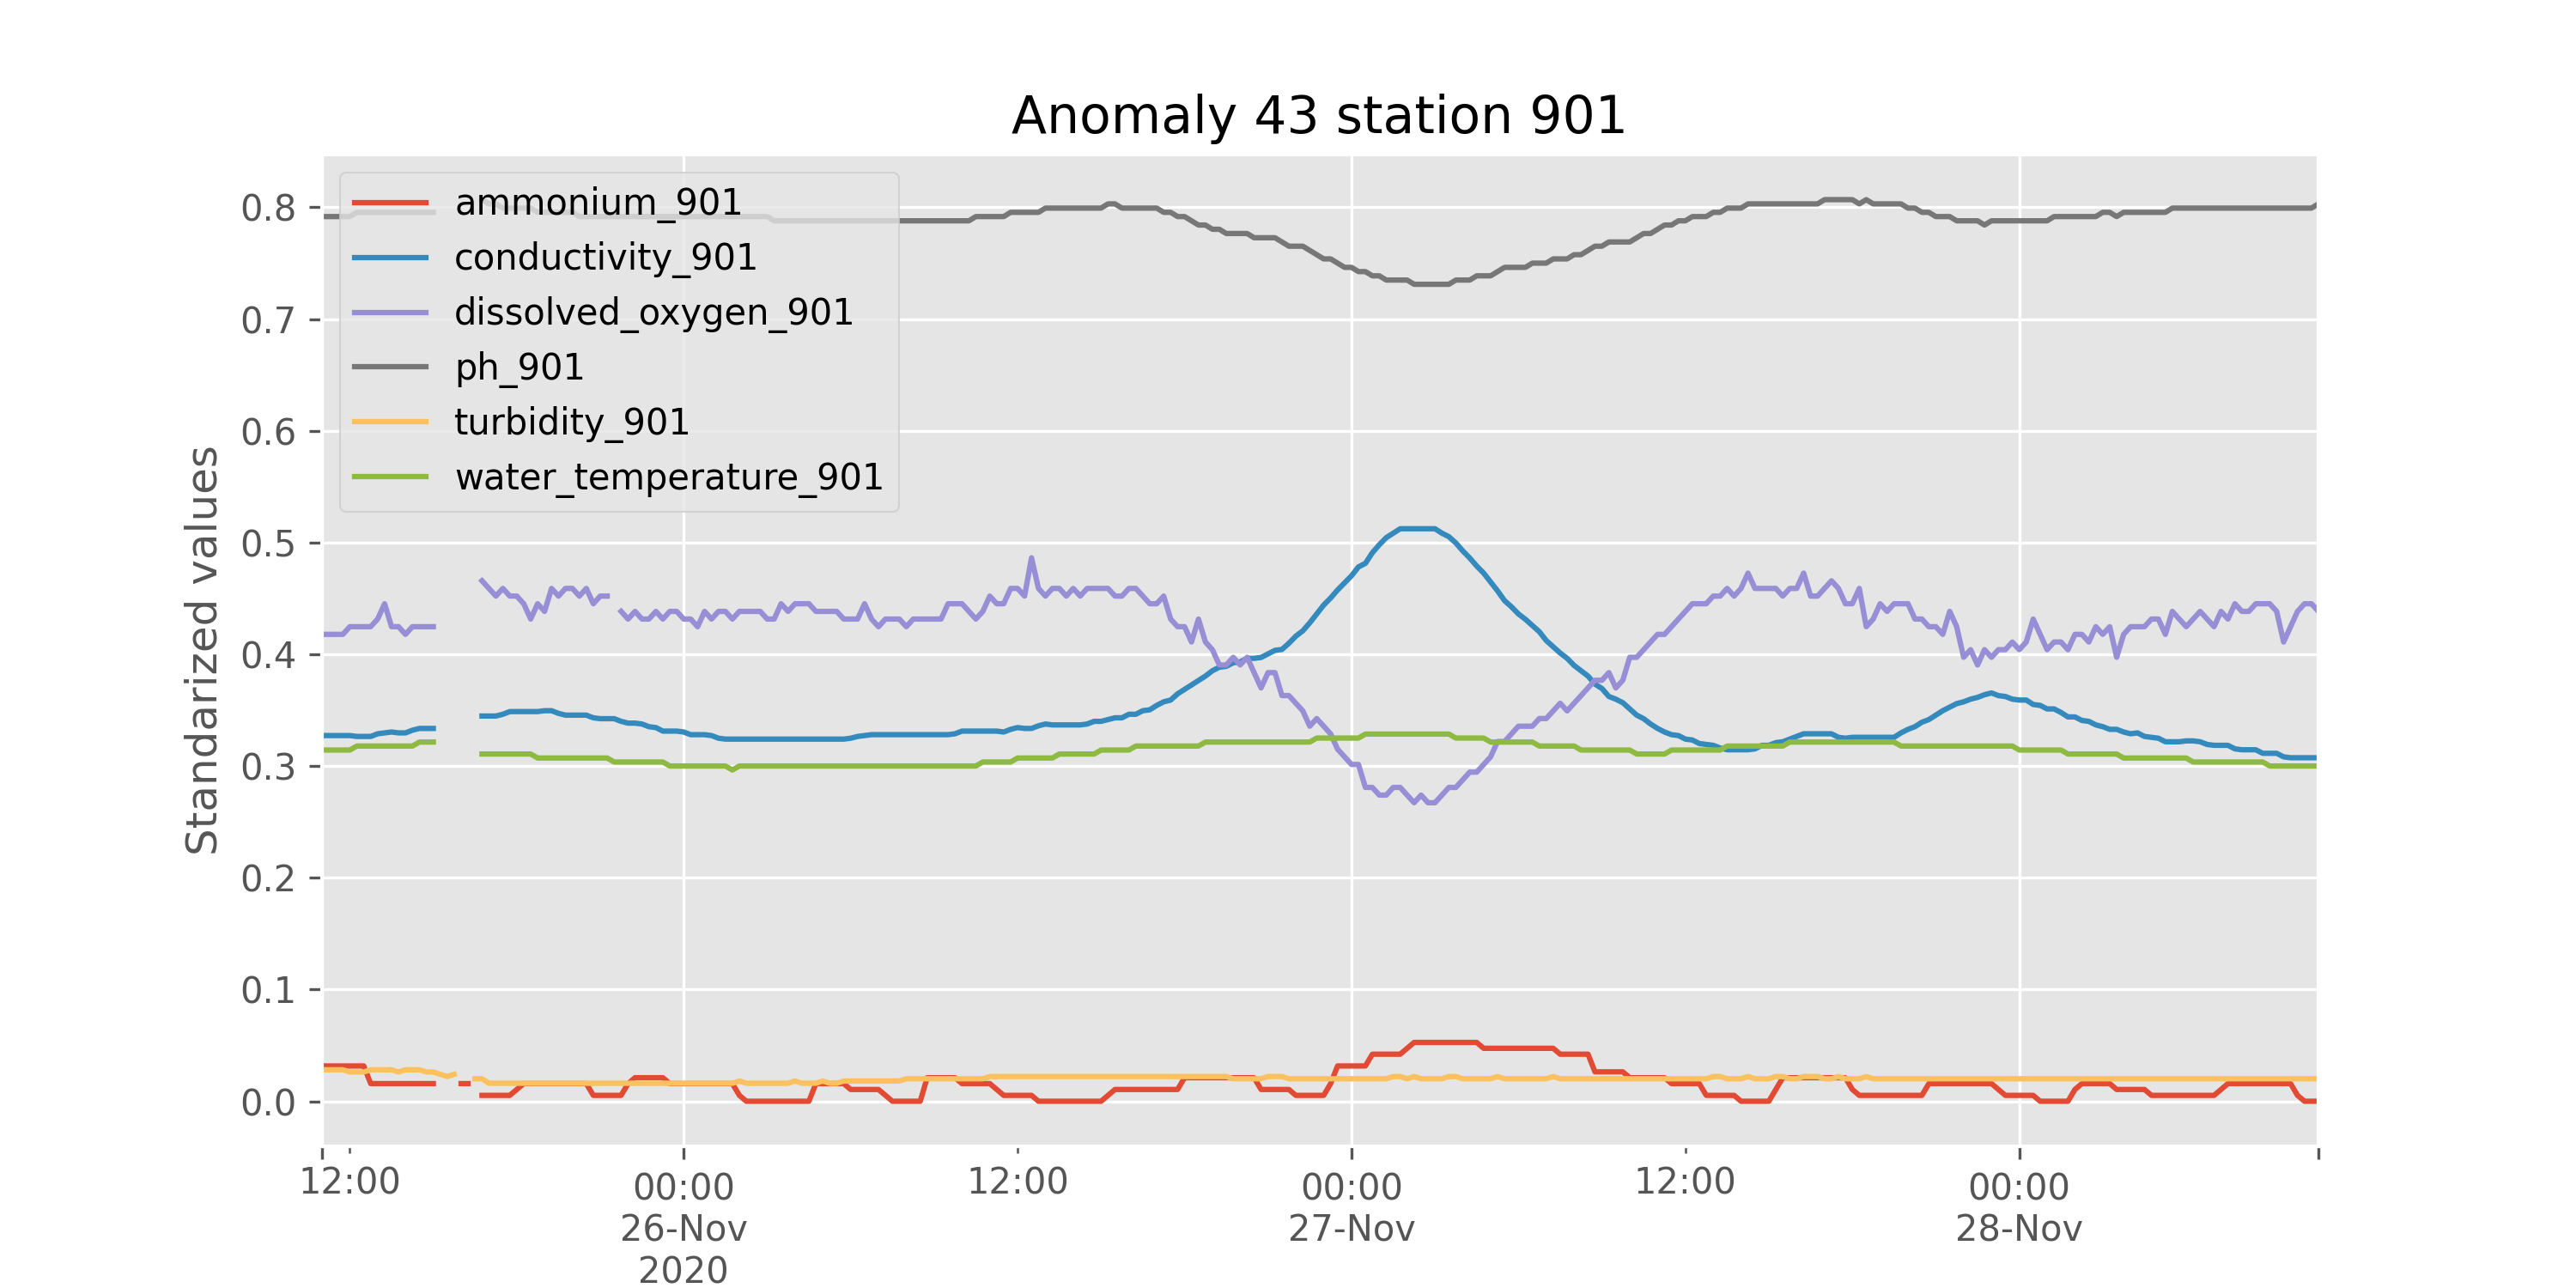 Anomaly 43 station 901
ammonium_901
conductivity_901
dissolved_oxygen_901
ph_901
turbidity_901
water_temperature_901
Standarized values
0.8
0.7
0.6
0.5
0.4
0.3
0.2
0.1
0.0
12:00 00:00 12:00 00:00 12:00 00:00
26-Nov 27-Nov 28-Nov
2020